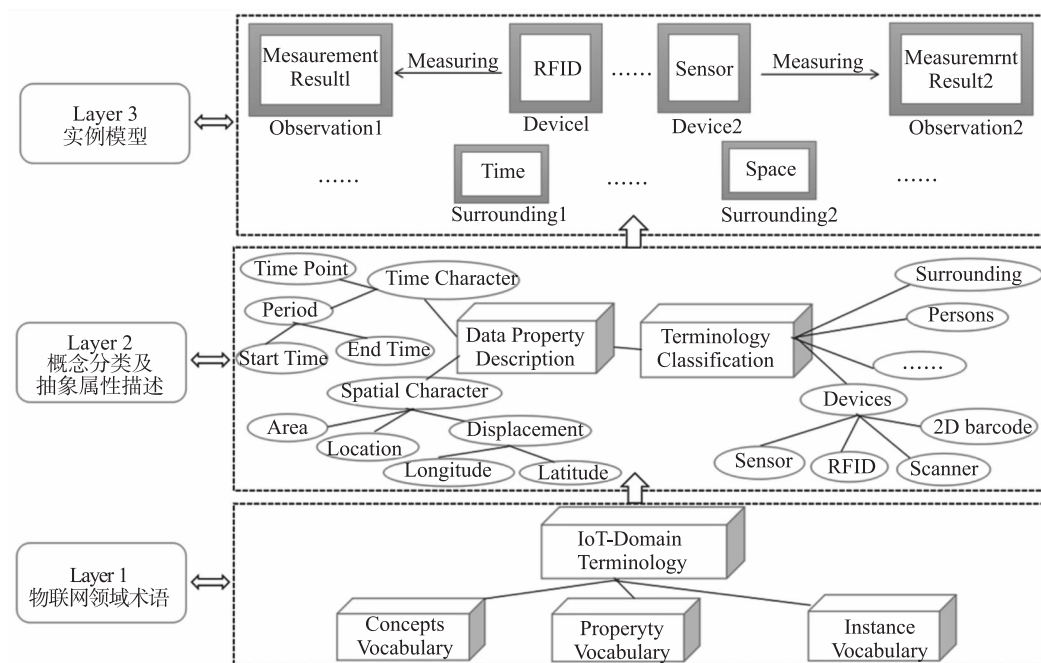 Layer 3
实例模型
Mesaurement
Resultl
Measuring
RFID
……
Sensor
Measuring
Measuremrnt
Result2
Observation1
Devicel
Device2
Observation2
……
Time
……
Space
……
Surrounding1
Surrounding2
Layer 2
概念分类及
抽象属性描述
Time Point
Time Character
Period
Start Time
End Time
Data Property
Description
Spatial Character
Area
Location
Displacement
Longitude
Latitude
Terminology
Classification
Surrounding
Persons
……
Devices
2D barcode
Sensor
RFID
Scanner
Layer 1
物联网领域术语
IoT-Domain
Terminology
Concepts
Vocabulary
Properyty
Vocabulary
Instance
Vocabulary